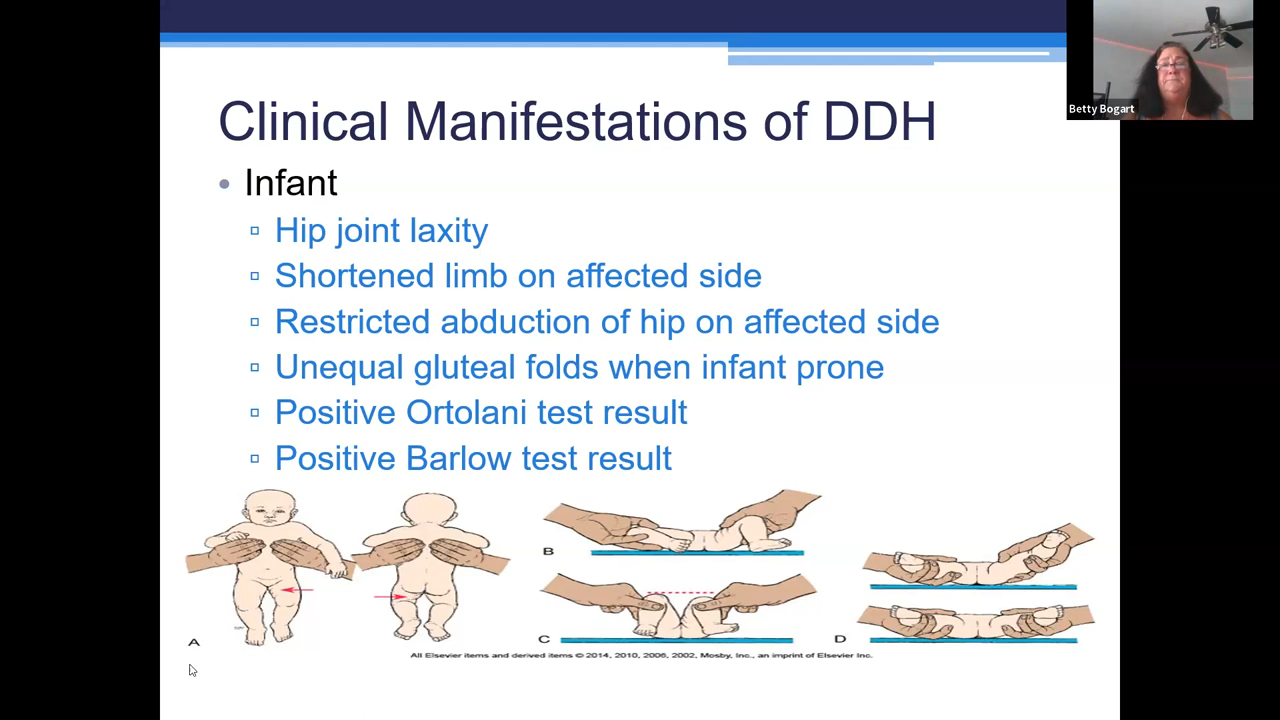 Betty Bogart
Clinical Manifestations of DDH
• Infant
▫ Hip joint laxity
▫ Shortened limb on affected side
▫ Restricted abduction of hip on affected side
▫ Unequal gluteal folds when infant prone
▫ Positive Ortolani test result
▫ Positive Barlow test result
A
B
C
D
All Elsevier items and derived items © 2014, 2010, 2006, 2002, Mosby, Inc., an imprint of Elsevier Inc.